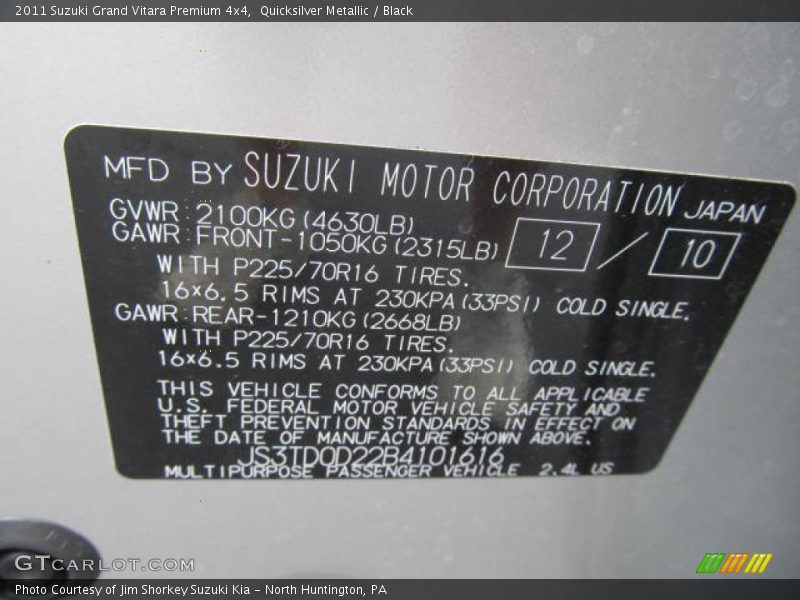 2011 Suzuki Grand Vitara Premium 4x4,  Quicksilver Metallic / Black
MFD BY SUZUKI MOTOR CORPORATION JAPAN
GVWR : 2100KG (4630LB)
GAWR FRONT-1050KG (2315LB) 12 / 10
WITH P225/70R16 TIRES.
16×6.5 RIMS AT 230KPA (33PSI) COLD SINGLE.
GAWR : REAR-1210KG (2668LB)
WITH P225/70R16 TIRES.
16×6.5 RIMS AT 230KPA (33PSI) COLD SINGLE.
THIS VEHICLE CONFORMS TO ALL APPLICABLE
U.S. FEDERAL MOTOR VEHICLE SAFETY AND
THEFT PREVENTION STANDARDS IN EFFECT ON
THE DATE OF MANUFACTURE SHOWN ABOVE.
JS3TD0D22B4101616
MULTIPURPOSE PASSENGER VEHICLE 2.4L US
GTCARLOT.COM
Photo Courtesy of Jim Shorkey Suzuki Kia – North Huntington, PA